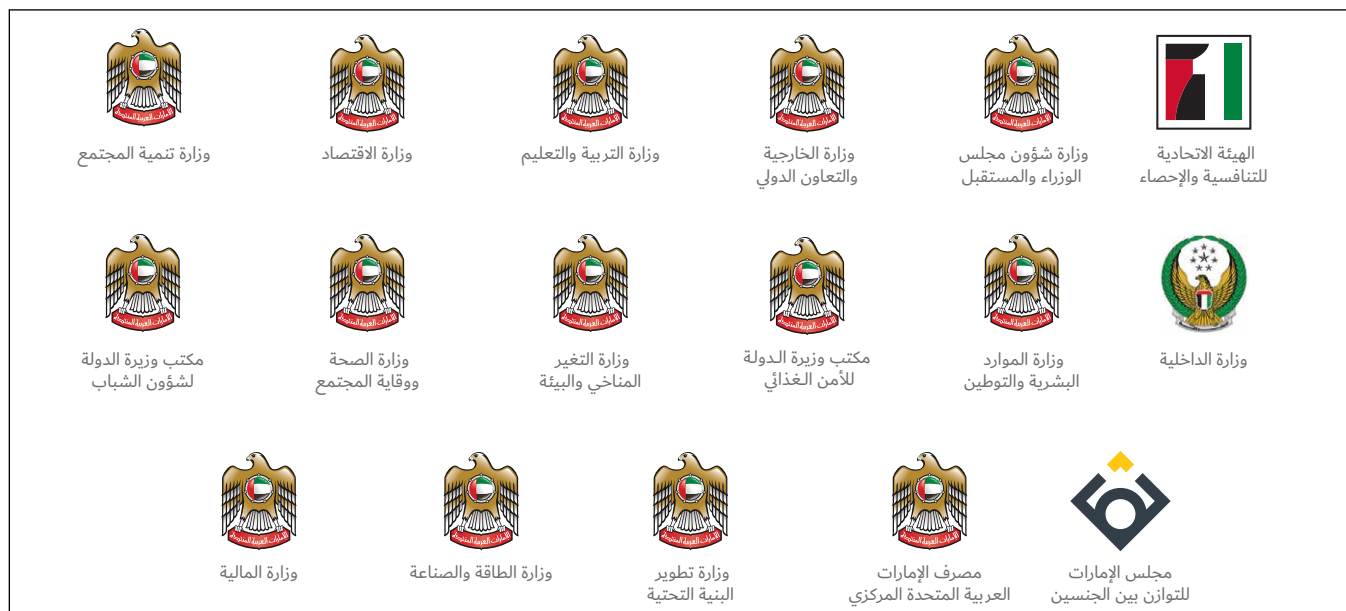 الهيئة الاتحادية
للتنافسية والإحصاء
وزارة شؤون مجلس
الوزراء والمستقبل
وزارة الخارجية
والتعاون الدولي
وزارة التربية والتعليم
وزارة الاقتصاد
وزارة تنمية المجتمع
وزارة الداخلية
وزارة الموارد
البشرية والتوطين
مكتب وزيرة الدولة
للأمن الغذائي
وزارة التغير
المناخي والبيئة
وزارة الصحة
ووقاية المجتمع
مكتب وزيرة الدولة
لشؤون الشباب
مجلس الإمارات
للتوازن بين الجنسين
مصرف الإمارات
العربية المتحدة المركزي
وزارة تطوير
البنية التحتية
وزارة الطاقة والصناعة
وزارة المالية